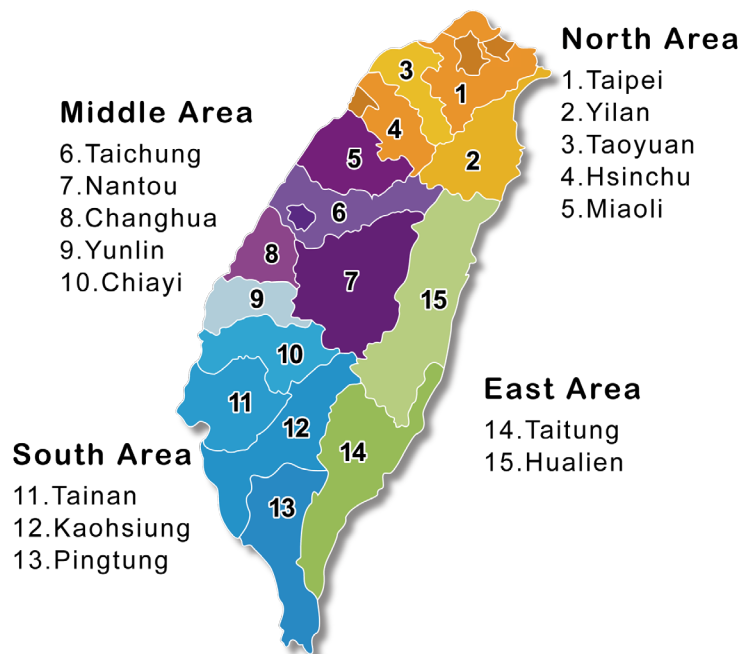 North Area
1.Taipei
2.Yilan
3.Taoyuan
4.Hsinchu
5.Miaoli
Middle Area
6.Taichung
7.Nantou
8.Changhua
9.Yunlin
10.Chiayi
3
1
4
5
2
6
8
7
9
15
10
11
12
14
13
East Area
14.Taitung
15.Hualien
South Area
11.Tainan
12.Kaohsiung
13.Pingtung